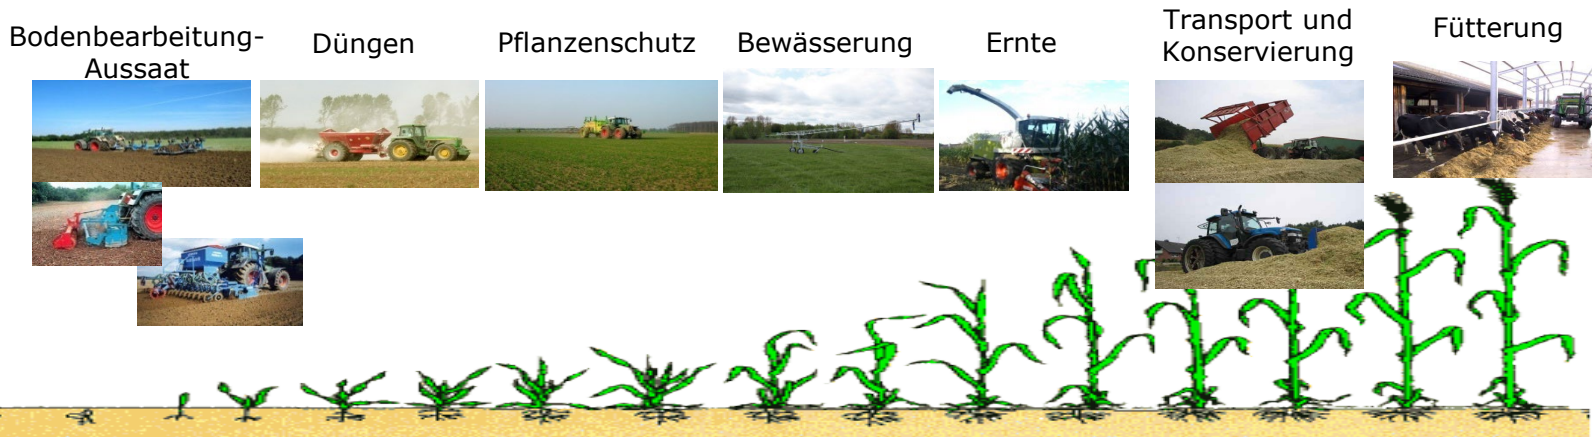 Bodenbearbeitung-
Aussaat
Düngen
Pflanzenschutz
Bewässerung
Ernte
Transport und
Konservierung
Fütterung